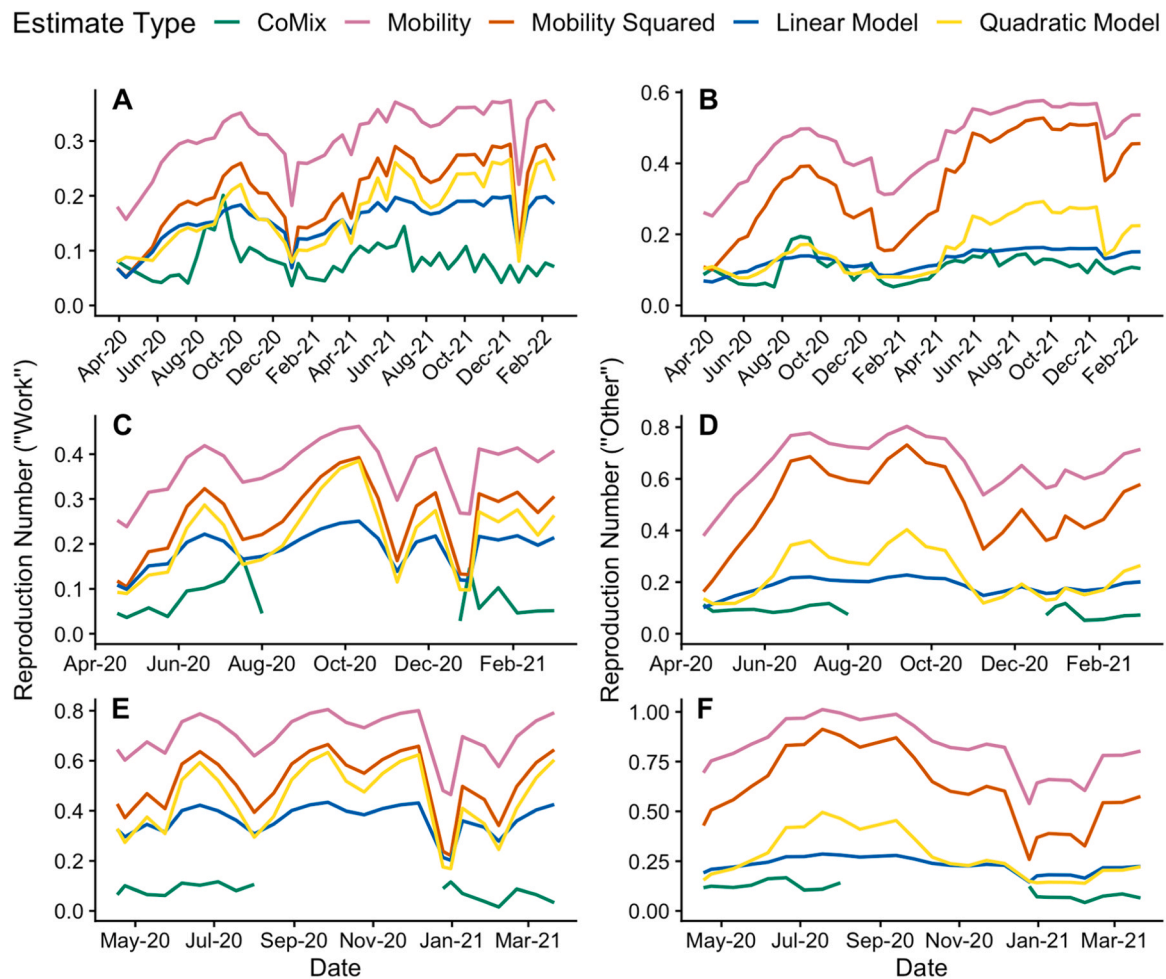 Estimate Type CoMix Mobility Mobility Squared Linear Model Quadratic Model
Reproduction Number ("Work")
A
0.3
0.2
0.1
0.0
Apr-20 Jun-20 Aug-20 Oct-20 Dec-20 Feb-21 Apr-21 Jun-21 Aug-21 Oct-21 Dec-21 Feb-22
Reproduction Number ("Other")
B
0.6
0.4
0.2
0.0
Apr-20 Jun-20 Aug-20 Oct-20 Dec-20 Feb-21 Apr-21 Jun-21 Aug-21 Oct-21 Dec-21 Feb-22
C
0.4
0.3
0.2
0.1
0.0
Apr-20 Jun-20 Aug-20 Oct-20 Dec-20 Feb-21
D
0.8
0.6
0.4
0.2
0.0
Apr-20 Jun-20 Aug-20 Oct-20 Dec-20 Feb-21
E
0.8
0.6
0.4
0.2
0.0
May-20 Jul-20 Sep-20 Nov-20 Jan-21 Mar-21
Date
F
1.00
0.75
0.50
0.25
0.00
May-20 Jul-20 Sep-20 Nov-20 Jan-21 Mar-21
Date